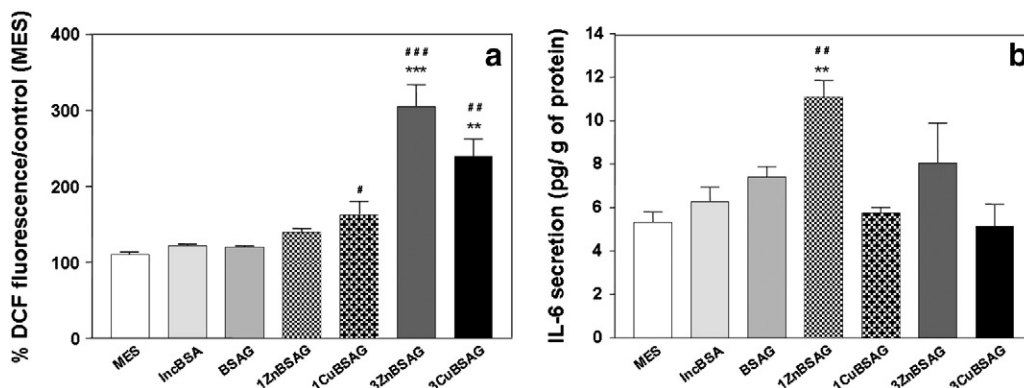 a
% DCF fluorescence/control (MES)
400
300
200
100
0
#
# # #
***
# #
**
MES
IncBSA
BSAG
1ZnBSAG
1CuBSAG
3ZnBSAG
3CuBSAG
b
IL-6 secretion (pg/ g of protein)
14
12
10
8
6
4
2
0
# #
**
MES
IncBSA
BSAG
1ZnBSAG
1CuBSAG
3ZnBSAG
3CuBSAG